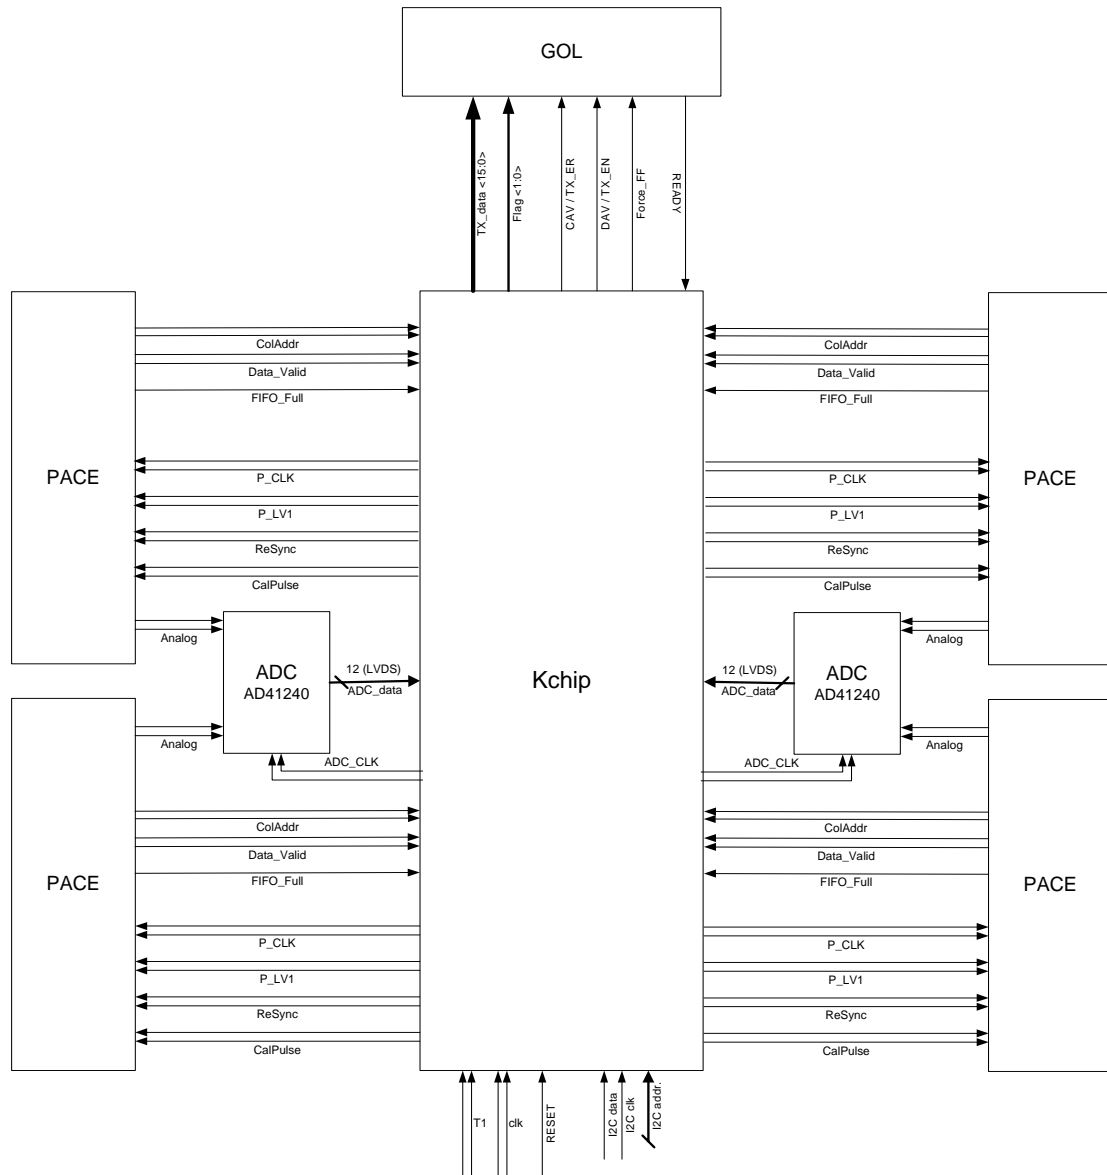 GOL
TX_data <15:0>
Flag <1:0>
CAV / TX_ER
DAV / TX_EN
Force_FF
READY
PACE
ColAddr
Data_Valid
FIFO_Full
P_CLK
P_LV1
ReSync
CalPulse
Analog
ADC
AD41240
12 (LVDS)
ADC_data
Analog
ADC_CLK
Kchip
PACE
ColAddr
Data_Valid
FIFO_Full
P_CLK
P_LV1
ReSync
CalPulse
Analog
ADC
AD41240
12 (LVDS)
ADC_data
Analog
ADC_CLK
PACE
ColAddr
Data_Valid
FIFO_Full
P_CLK
P_LV1
ReSync
CalPulse
PACE
ColAddr
Data_Valid
FIFO_Full
P_CLK
P_LV1
ReSync
CalPulse
T1
clk
RESET
I2C data
I2C clk
I2C addr.